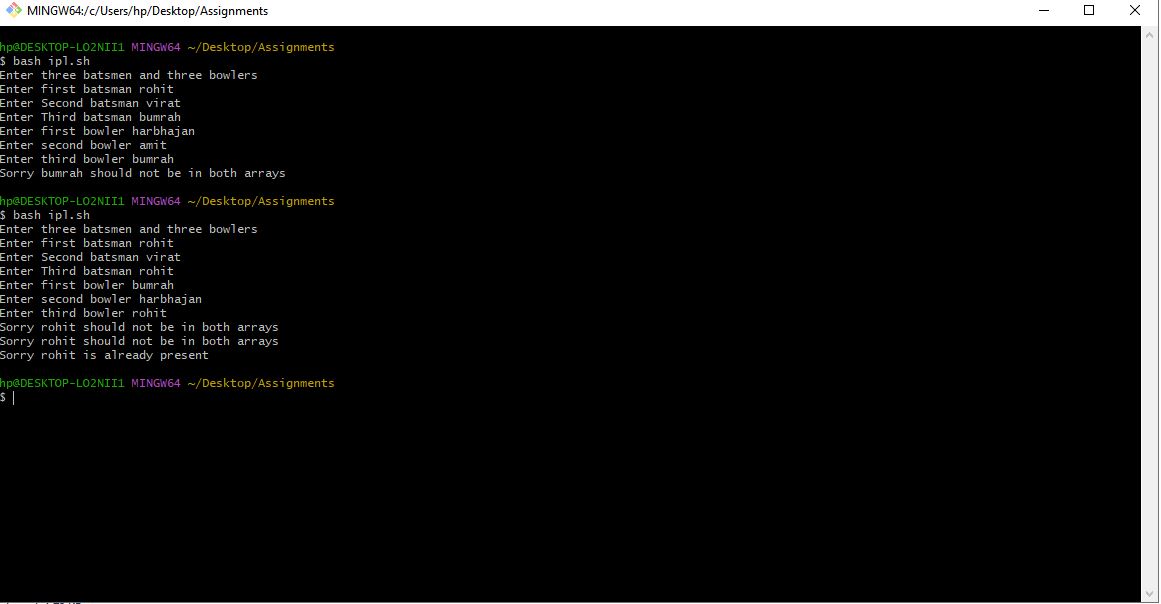 MINGW64:/c/Users/hp/Desktop/Assignments
hp@DESKTOP-LO2NII1 MINGW64 ~/Desktop/Assignments
$ bash ipl.sh
Enter three batsmen and three bowlers
Enter first batsman rohit
Enter Second batsman virat
Enter Third batsman bumrah
Enter first bowler harbhajan
Enter second bowler amit
Enter third bowler bumrah
Sorry bumrah should not be in both arrays
hp@DESKTOP-LO2NII1 MINGW64 ~/Desktop/Assignments
$ bash ipl.sh
Enter three batsmen and three bowlers
Enter first batsman rohit
Enter Second batsman virat
Enter Third batsman rohit
Enter first bowler bumrah
Enter second bowler harbhajan
Enter third bowler rohit
Sorry rohit should not be in both arrays
Sorry rohit should not be in both arrays
Sorry rohit is already present
hp@DESKTOP-LO2NII1 MINGW64 ~/Desktop/Assignments
$